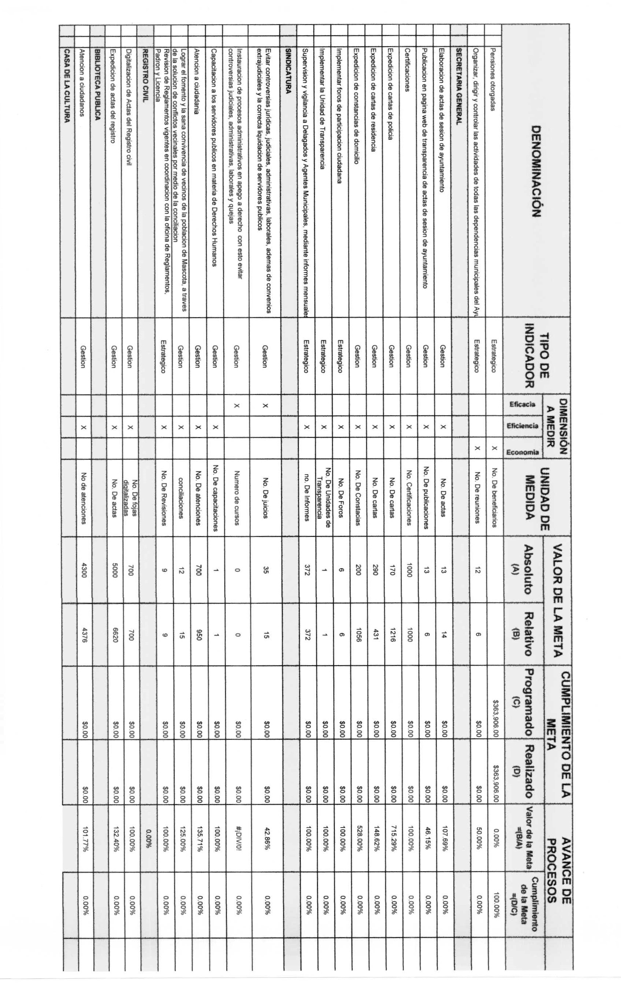 DENOMINACIÓN
TIPO DE
INDICADOR
DIMENSIÓN
A MEDIR
Eficacia
Eficiencia
Economia
UNIDAD DE
MEDIDA
VALOR DE LA META
Absoluto
(A)
Relativo
(B)
CUMPLIMIENTO DE LA
META
Programado
(C)
Realizado
(D)
AVANCE DE
PROCESOS
Valor de la Meta
=(B/A)
Cumplimiento
de la Meta
=(D/C)
Pensiones otorgadas Estrategico X No. De beneficiarios $363,906.00 $363,906.00 0.00% 100.00%
Organizar, dirigir y controlar las actividades de todas las dependencias municipales del Ayu Estrategico X No. De reuniones 12 6 $0.00 $0.00 50.00% 0.00%
SECRETARIA GENERAL
Elaboracion de actas de sesion de ayuntamiento Gestion X No. De actas 13 14 $0.00 $0.00 107.69% 0.00%
Publicacion en pagina web de transparencia de actas de sesion de ayuntamiento Gestion X No. De publicaciones 13 6 $0.00 $0.00 46.15% 0.00%
Certificaciones Gestion X No. Certificaciones 1000 1000 $0.00 $0.00 100.00% 0.00%
Expedicion de cartas de policia Gestion X No. De cartas 170 1216 $0.00 $0.00 715.29% 0.00%
Expedicion de cartas de residencia Gestion X No. De cartas 290 431 $0.00 $0.00 148.62% 0.00%
Expedicion de constancias de domicilio Gestion X No. De Constacias 200 1056 $0.00 $0.00 528.00% 0.00%
Implementar foros de participacion ciudadana Estrategico X No. De Foros 6 6 $0.00 $0.00 100.00% 0.00%
Implementar la Unidad de Transparencia Estrategico X No. De Unidades de
Transparencia 1 1 $0.00 $0.00 100.00% 0.00%
Supervision y vigilancia a Delagados y Agentes Municipales, mediante informes mensuales Estrategico X no. De Informes 372 372 $0.00 $0.00 100.00% 0.00%
SINDICATURA
Evitar controversias jurídicas, judiciales, administrativas, laborales, ademas de convenios
extrajudiciales y la correcta liquidacion de servidores publicos Gestion X No. De juicios 35 15 $0.00 $0.00 42.86% 0.00%
Instauracion de procesos administrativos en apego a derecho con esto evitar
controversias judiciales, administrativas, laborales y quejas Gestion X Numero de cursos 0 0 $0.00 $0.00 #¡DIV/0! 0.00%
Capacitacion a los servidores publicos en materia de Derechos Humanos Gestion X No. De capacitaciones 1 1 $0.00 $0.00 100.00% 0.00%
Atencion a ciudadania Gestion X No. De atenciones 700 950 $0.00 $0.00 135.71% 0.00%
Lograr el fomento y la sana convivencia de vecinos de la poblacion de Mascota, a traves
de la solucion de conflictos vecinales por medio de la conciliacion Gestion X conciliaciones 12 15 $0.00 $0.00 125.00% 0.00%
Revision de Reglamentos vigentes en coordinacion con la oficina de Reglamentos,
Padron y Licencia Estrategico X No. De Revisiones 9 9 $0.00 $0.00 100.00% 0.00%
REGISTRO CIVIL 0.00%
Digitalizacion de Actas del Registro civil Gestion X No. De fojas
digitalizadas 700 700 $0.00 $0.00 100.00% 0.00%
Expedicion de actas del registro Gestion X No. De actas 5000 6620 $0.00 $0.00 132.40% 0.00%
BIBLIOTECA PUBLICA
Atencion a ciudadanos Gestion X No de atenciones 4300 4376 $0.00 $0.00 101.77% 0.00%
CASA DE LA CULTURA